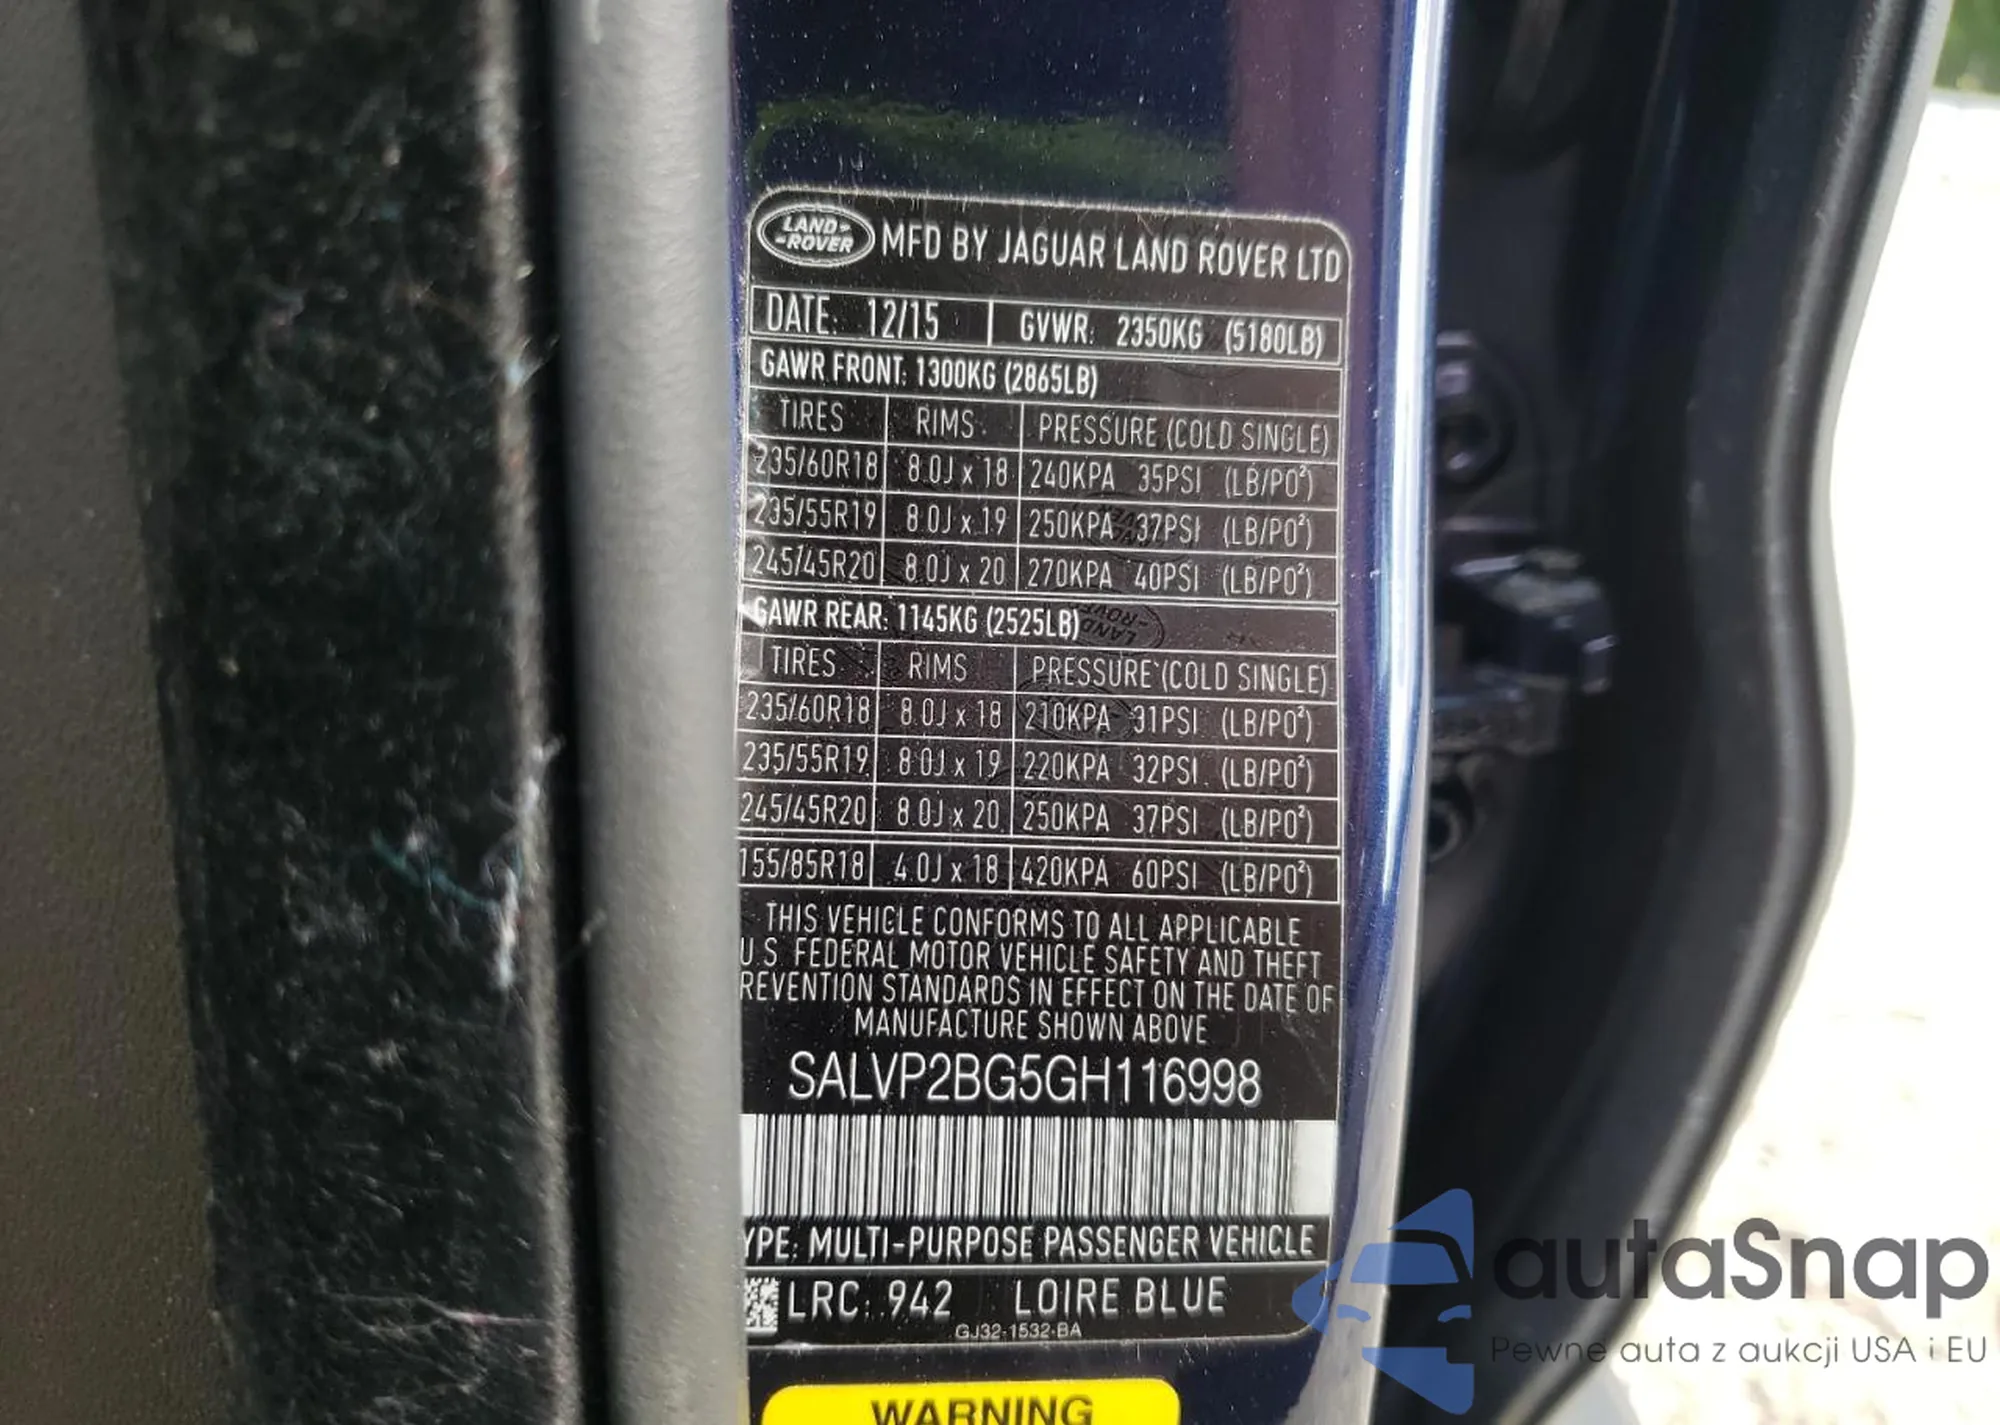 LAND-
-ROVER
MFD BY JAGUAR LAND ROVER LTD
DATE: 12/15 GVWR: 2350KG (5180LB)
GAWR FRONT: 1300KG (2865LB)
TIRES RIMS PRESSURE (COLD SINGLE)
235/60R18 8.0J x 18 240KPA 35PSI (LB/PO²)
235/55R19 8.0J x 19 250KPA 37PSI (LB/PO²)
245/45R20 8.0J x 20 270KPA 40PSI (LB/PO²)
GAWR REAR: 1145KG (2525LB)
TIRES RIMS PRESSURE (COLD SINGLE)
235/60R18 8.0J x 18 210KPA 31PSI (LB/PO²)
235/55R19 8.0J x 19 220KPA 32PSI (LB/PO²)
245/45R20 8.0J x 20 250KPA 37PSI (LB/PO²)
155/85R18 4.0J x 18 420KPA 60PSI (LB/PO²)
THIS VEHICLE CONFORMS TO ALL APPLICABLE
U.S. FEDERAL MOTOR VEHICLE SAFETY AND THEFT
REVENTION STANDARDS IN EFFECT ON THE DATE OF
MANUFACTURE SHOWN ABOVE
SALVP2BG5GH116998
YPE: MULTI-PURPOSE PASSENGER VEHICLE
LRC: 942 LOIRE BLUE
GJ32-1532-BA
WARNING
autoSnap
Pewne auta z aukcji USA i EU